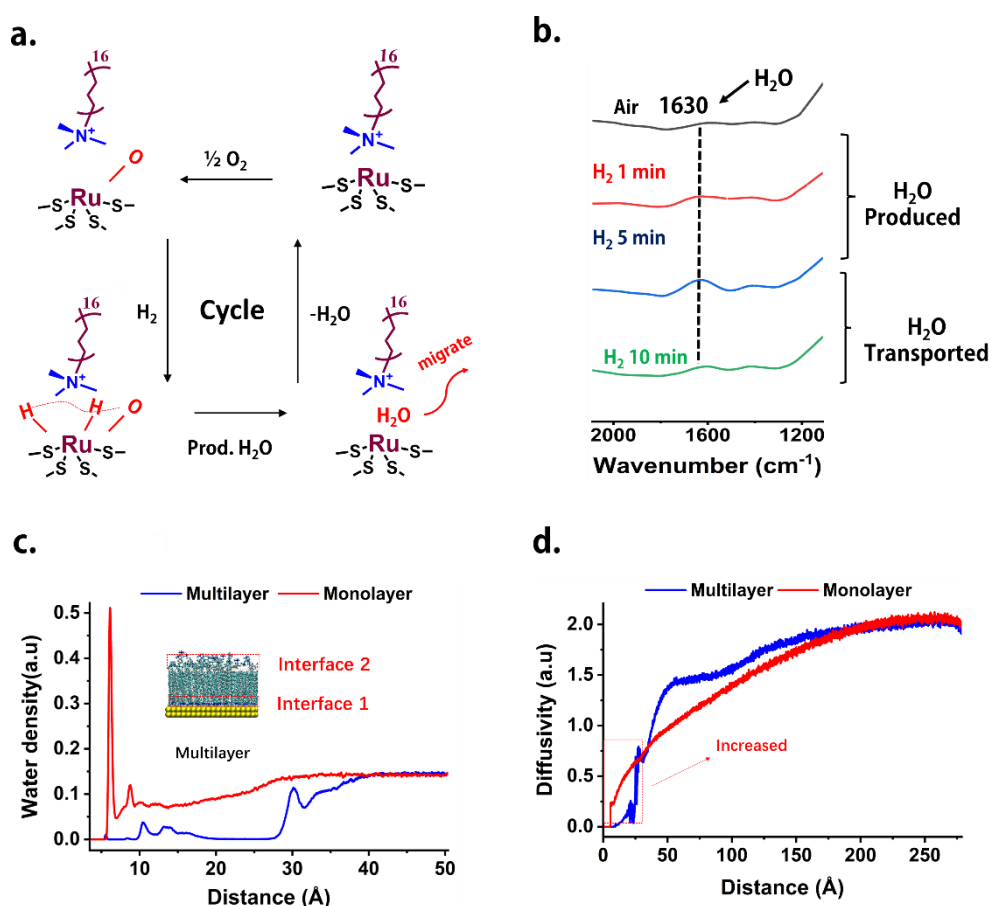 a.
16
N+
O
Ru
S S S S
½ O2
16
N+
Ru
S S S S
H2
Cycle
-H2O
16
N+
H H O
Ru
S S S S
Prod. H2O
16
N+
H2O
migrate
Ru
S S S S
b.
H2O
Air 1630
H2 1 min
H2 5 min
H2 10 min
H2O
Produced
H2O
Transported
2000 1600 1200
Wavenumber (cm-1)
c.
Multilayer Monolayer
0.5
0.4
0.3
0.2
0.1
0.0
Water density(a.u)
Interface 2
Interface 1
Multilayer
10 20 30 40 50
Distance (Å)
d.
Multilayer Monolayer
2.0
1.5
1.0
0.5
0.0
Diffusivity (a.u)
Increased
0 50 100 150 200 250
Distance (Å)